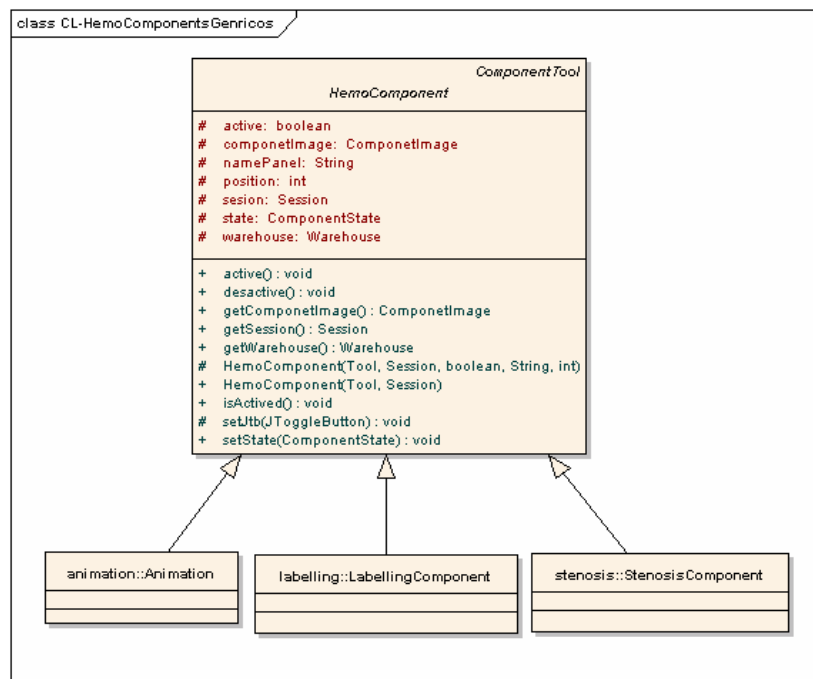 class CL-HemoComponentsGenricos
ComponentTool
HemoComponent
# active: boolean
# componetImage: ComponetImage
# namePanel: String
# position: int
# sesion: Session
# state: ComponentState
# warehouse: Warehouse
+ active() : void
+ desactive() : void
+ getComponetImage() : ComponetImage
+ getSession() : Session
+ getWarehouse() : Warehouse
# HemoComponent(Tool, Session, boolean, String, int)
+ HemoComponent(Tool, Session)
+ isActived() : void
# setJtb(JToggleButton) : void
+ setState(ComponentState) : void
animation::Animation
labelling::LabellingComponent
stenosis::StenosisComponent